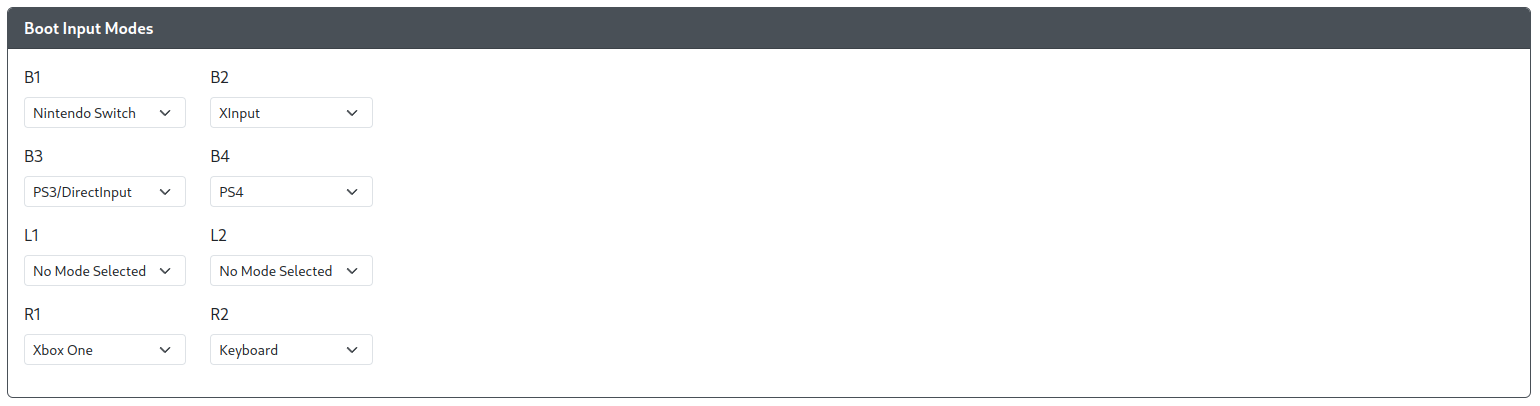 Boot Input Modes
B1 B2
Nintendo Switch XInput
B3 B4
PS3/DirectInput PS4
L1 L2
No Mode Selected No Mode Selected
R1 R2
Xbox One Keyboard